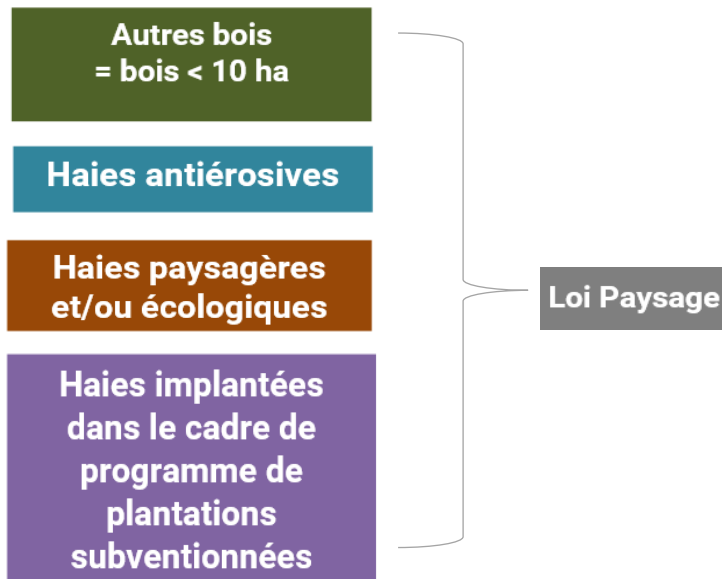 Autres bois
= bois < 10 ha
Haies antiérosives
Haies paysagères
et/ou écologiques
Haies implantées
dans le cadre de
programme de
plantations
subventionnées
Loi Paysage